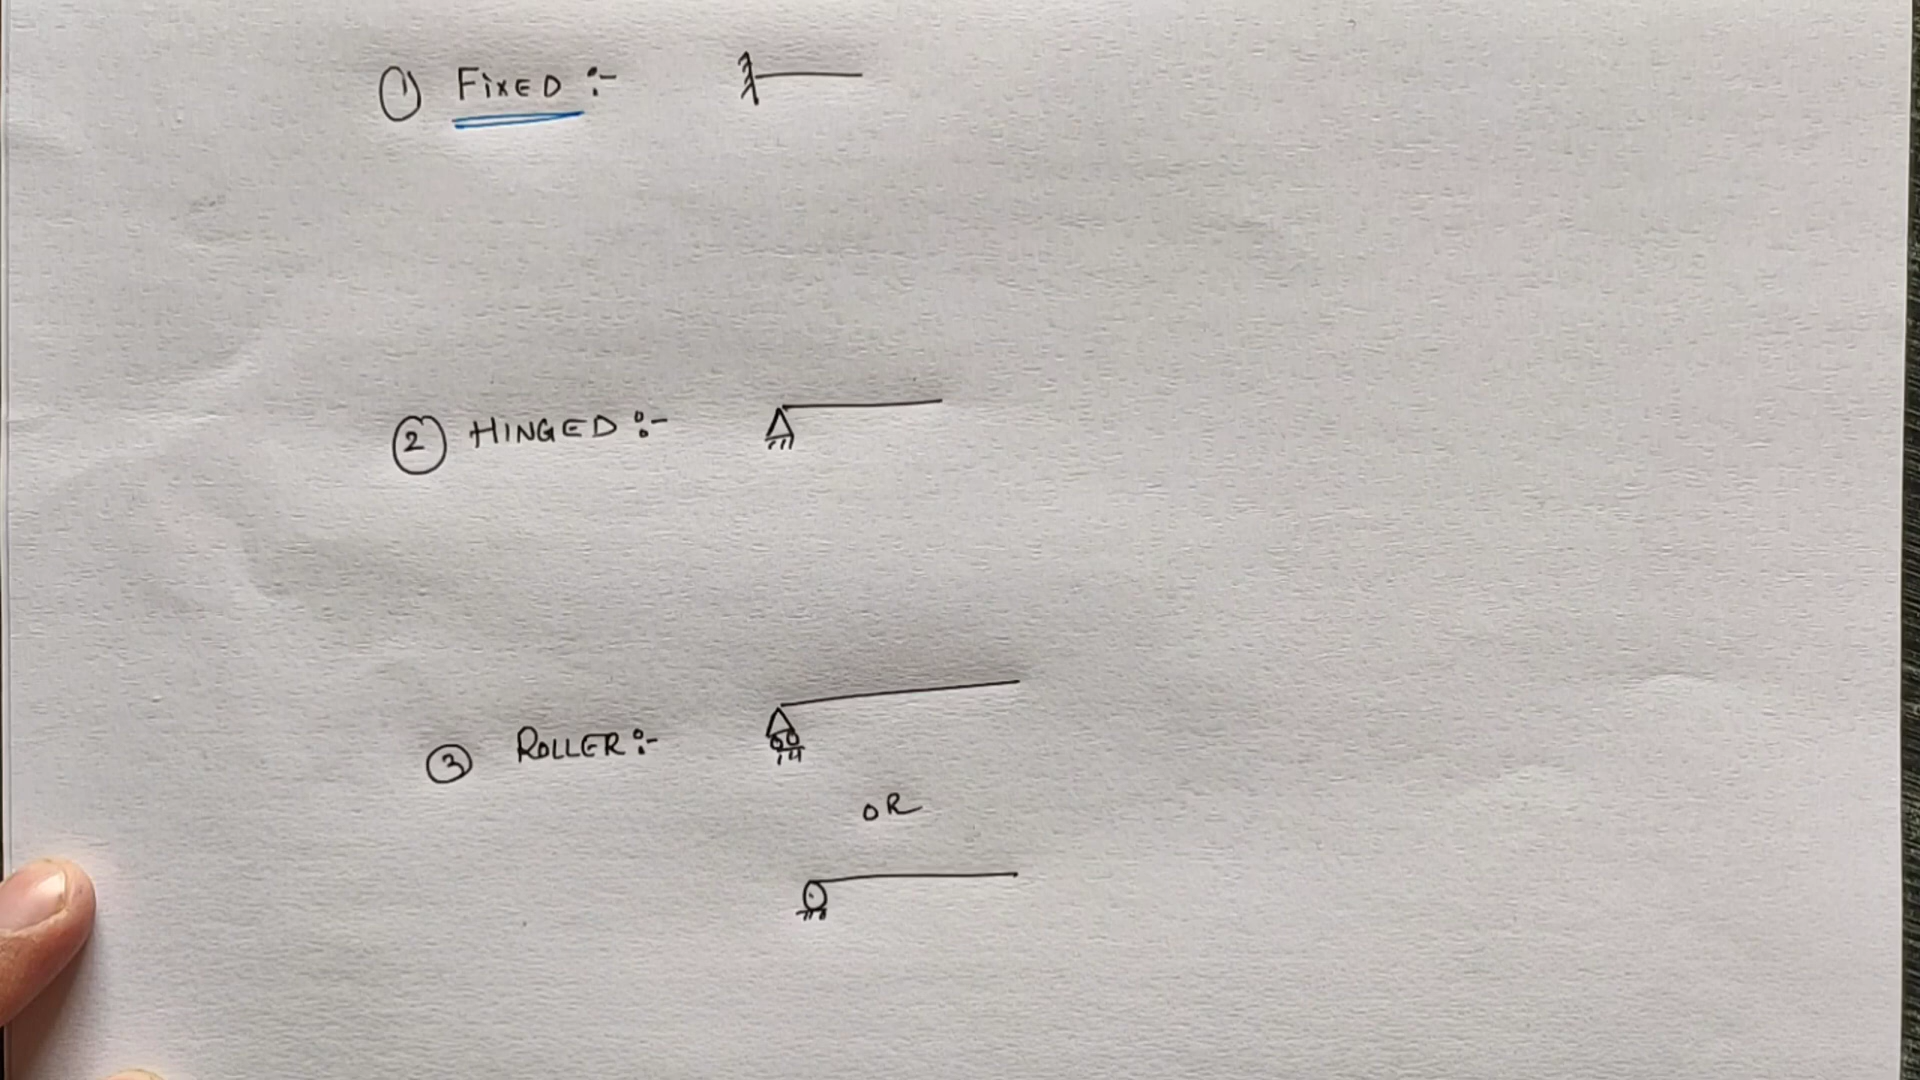 ① FixED :-
② HINGED :-
③ ROLLER :-
OR